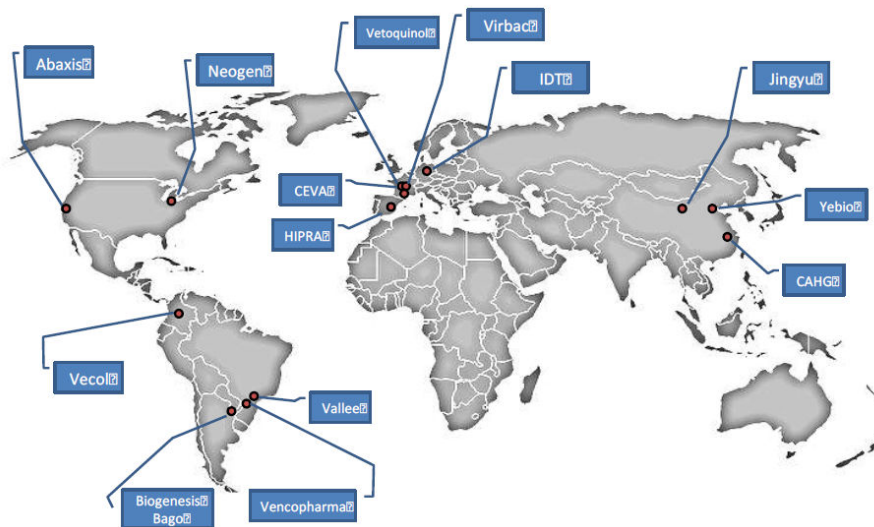 Vetoquinol
Virbac
Abaxis
Neogen
IDT
Jingyu
CEVA
Yebio
HIPRA
CAHG
Vecol
Vallee
Biogenesis
Bago
Vencopharma